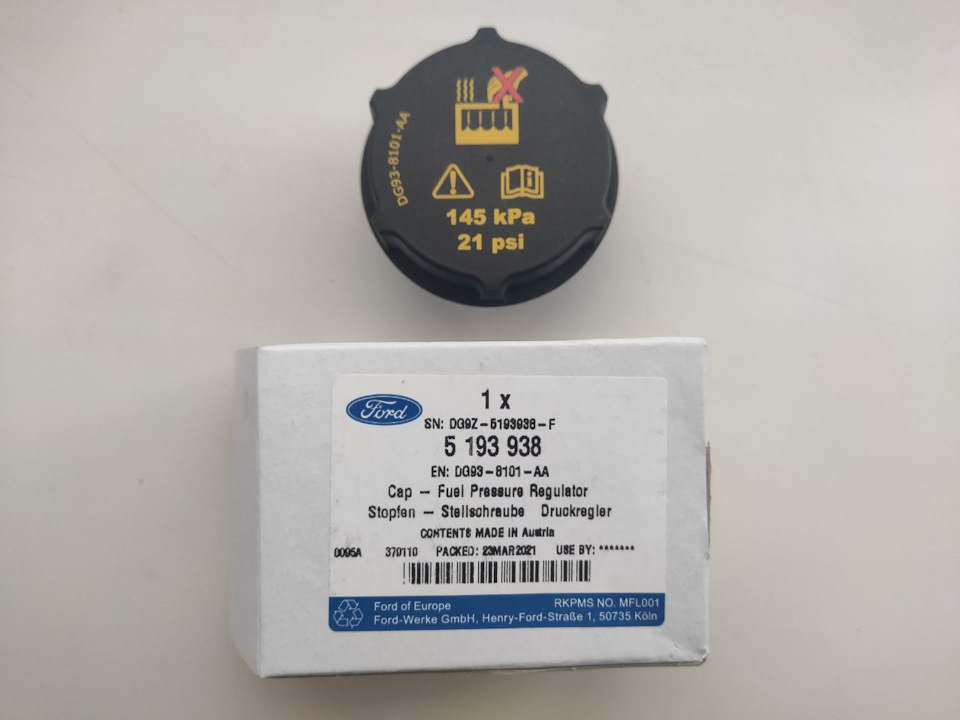 DG93-8101-AA
145 kPa
21 psi
Ford
1 x
SN: DG9Z-5193938-F
5 193 938
EN: DG93-8101-AA
Cap - Fuel Pressure Regulator
Stopfen - Stellschraube Druckregler
CONTENTS MADE IN Austria
0095A 370110 PACKED: 23MAR2021 USE BY: *******
Ford of Europe RKPMS NO. MFL001
Ford-Werke GmbH, Henry-Ford-Straße 1, 50735 Köln